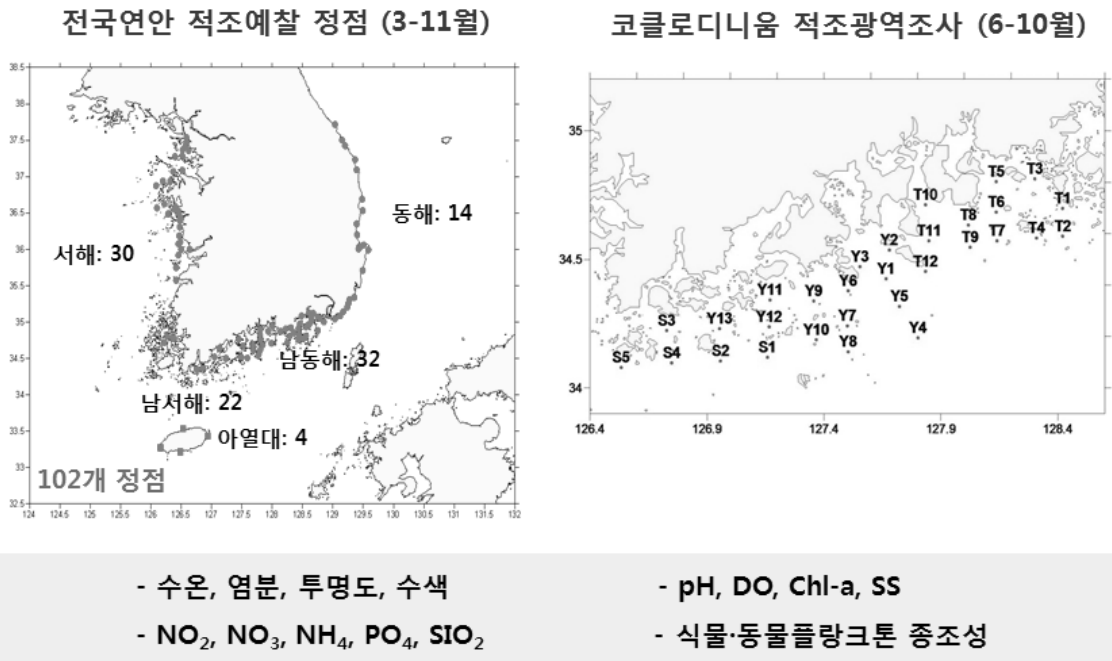 전국연안 적조예찰 정점 (3-11월)
코클로디니움 적조광역조사 (6-10월)
38.5
38
37.5
37
36.5
36
35.5
35
34.5
34
33.5
33
32.5
124
124.5
125
125.5
126
126.5
127
127.5
128
128.5
129
129.5
130
130.5
131
131.5
132
동해: 14
서해: 30
남동해: 32
남서해: 22
아열대: 4
102개 정점
35
34.5
34
126.4
126.9
127.4
127.9
128.4
T5
T3
T10
T6
T1
T8
T11
T9
T7
T4
T2
Y2
Y3
T12
Y1
Y6
Y11
Y9
Y5
S3
Y13
Y12
Y10
Y7
Y4
Y8
S5
S4
S2
S1
- 수온, 염분, 투명도, 수색
- pH, DO, Chl-a, SS
- NO₂, NO₃, NH₄, PO₄, SIO₂
- 식물·동물플랑크톤 종조성